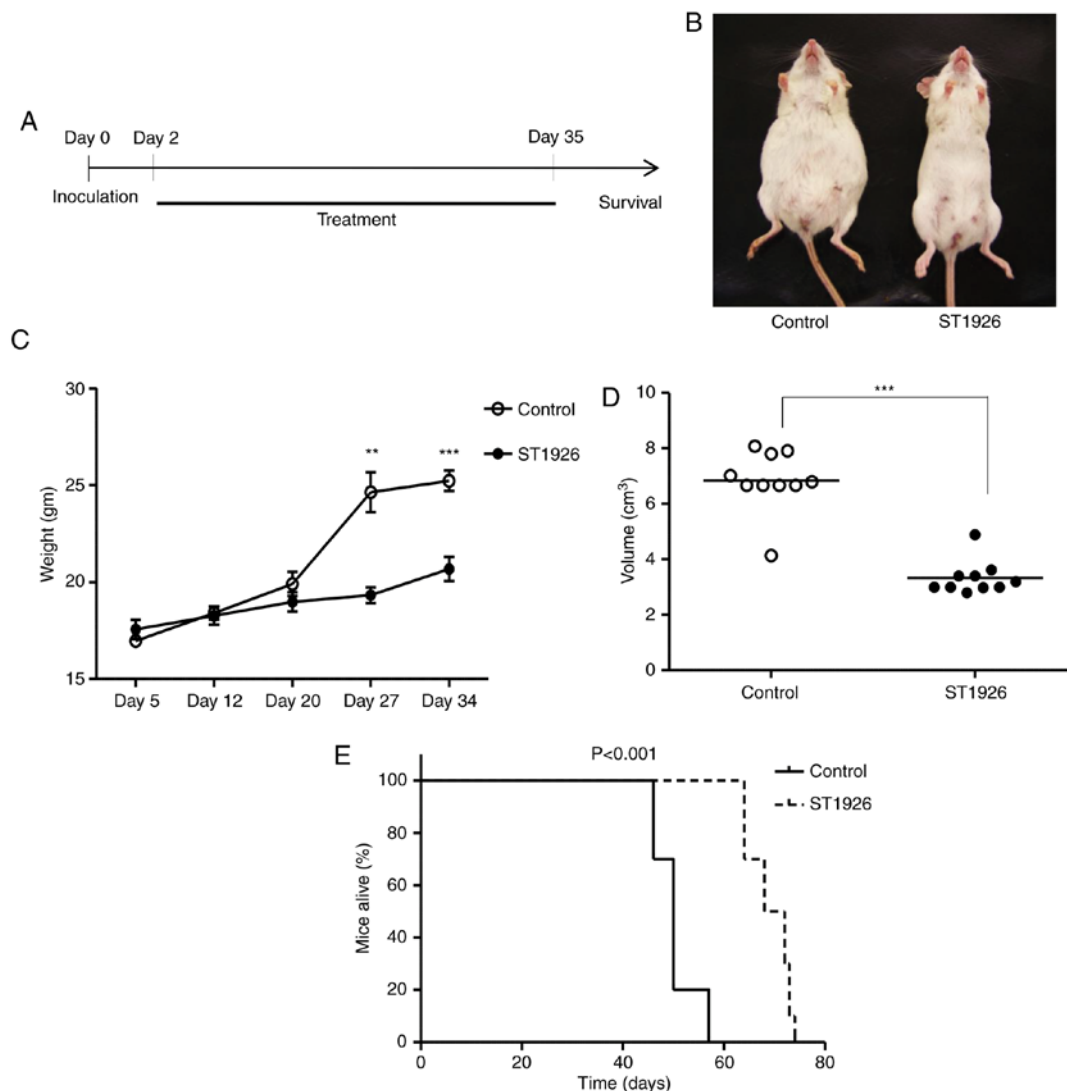 A
Day 0 Day 2 Day 35
Inoculation
Treatment
Survival
B
Control ST1926
C
Weight (gm)
30
25
20
15
Day 5 Day 12 Day 20 Day 27 Day 34
** ***
Control
ST1926
D
Volume (cm³)
10
8
6
4
2
0
***
Control ST1926
E
P<0.001
Mice alive (%)
100
80
60
40
20
0
0 20 40 60 80
Time (days)
Control
ST1926